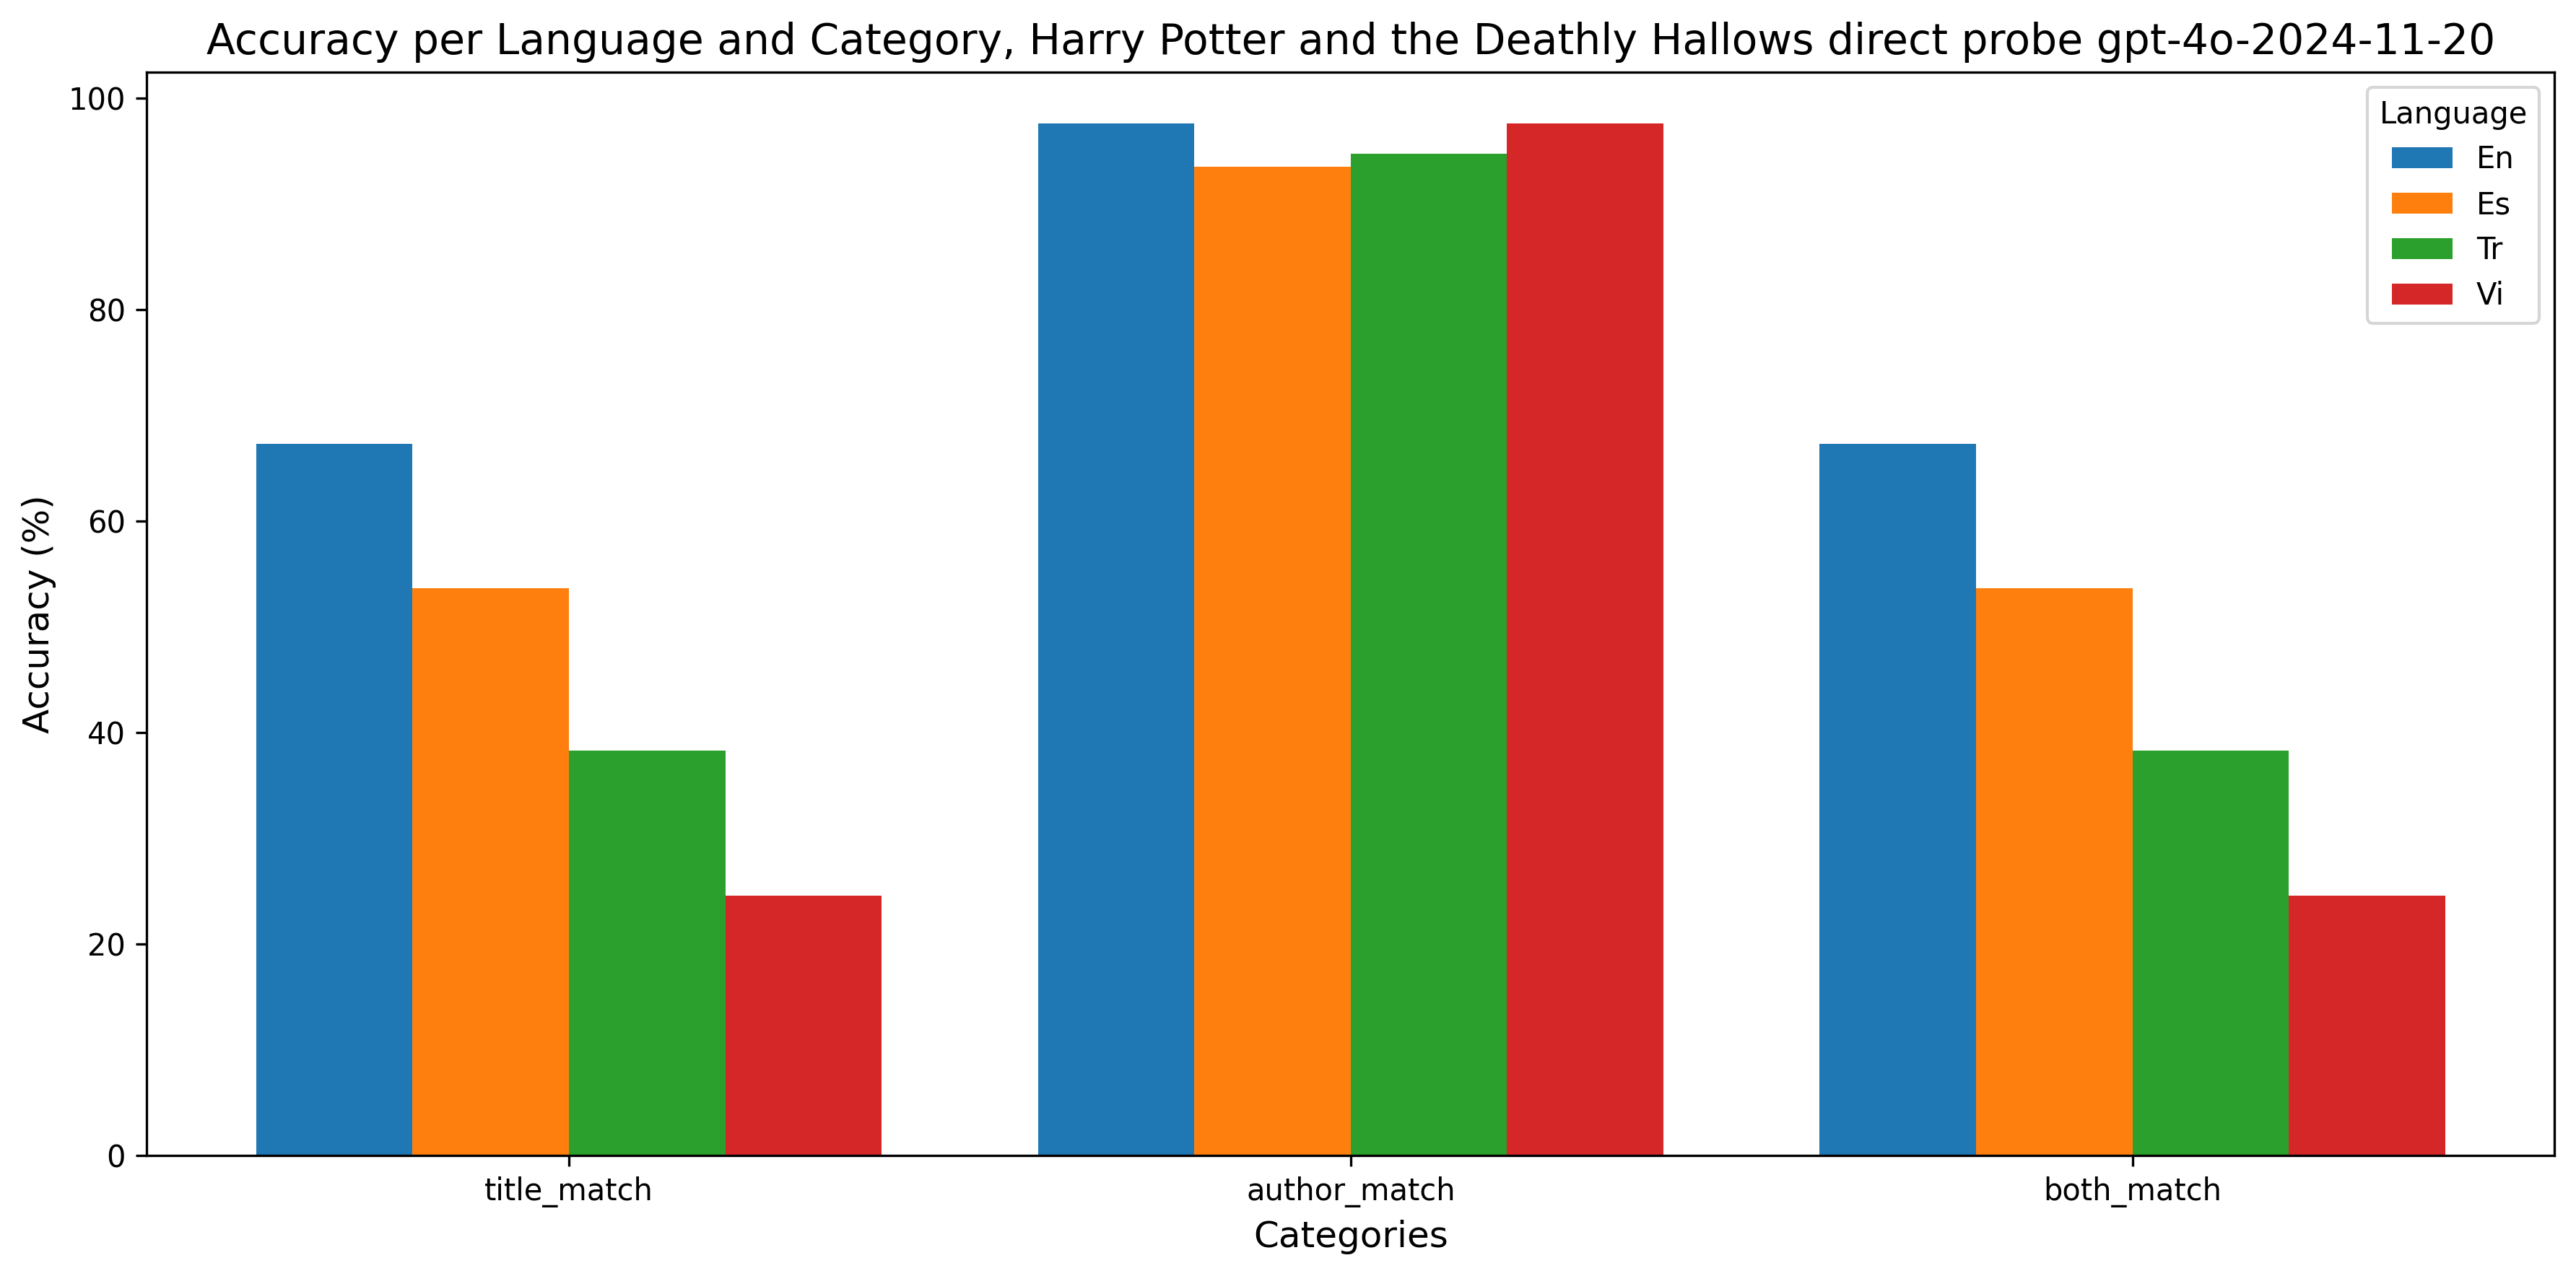 Accuracy per Language and Category, Harry Potter and the Deathly Hallows direct probe gpt-4o-2024-11-20
Accuracy (%)
100
80
60
40
20
0
Language
En
Es
Tr
Vi
title_match
author_match
both_match
Categories